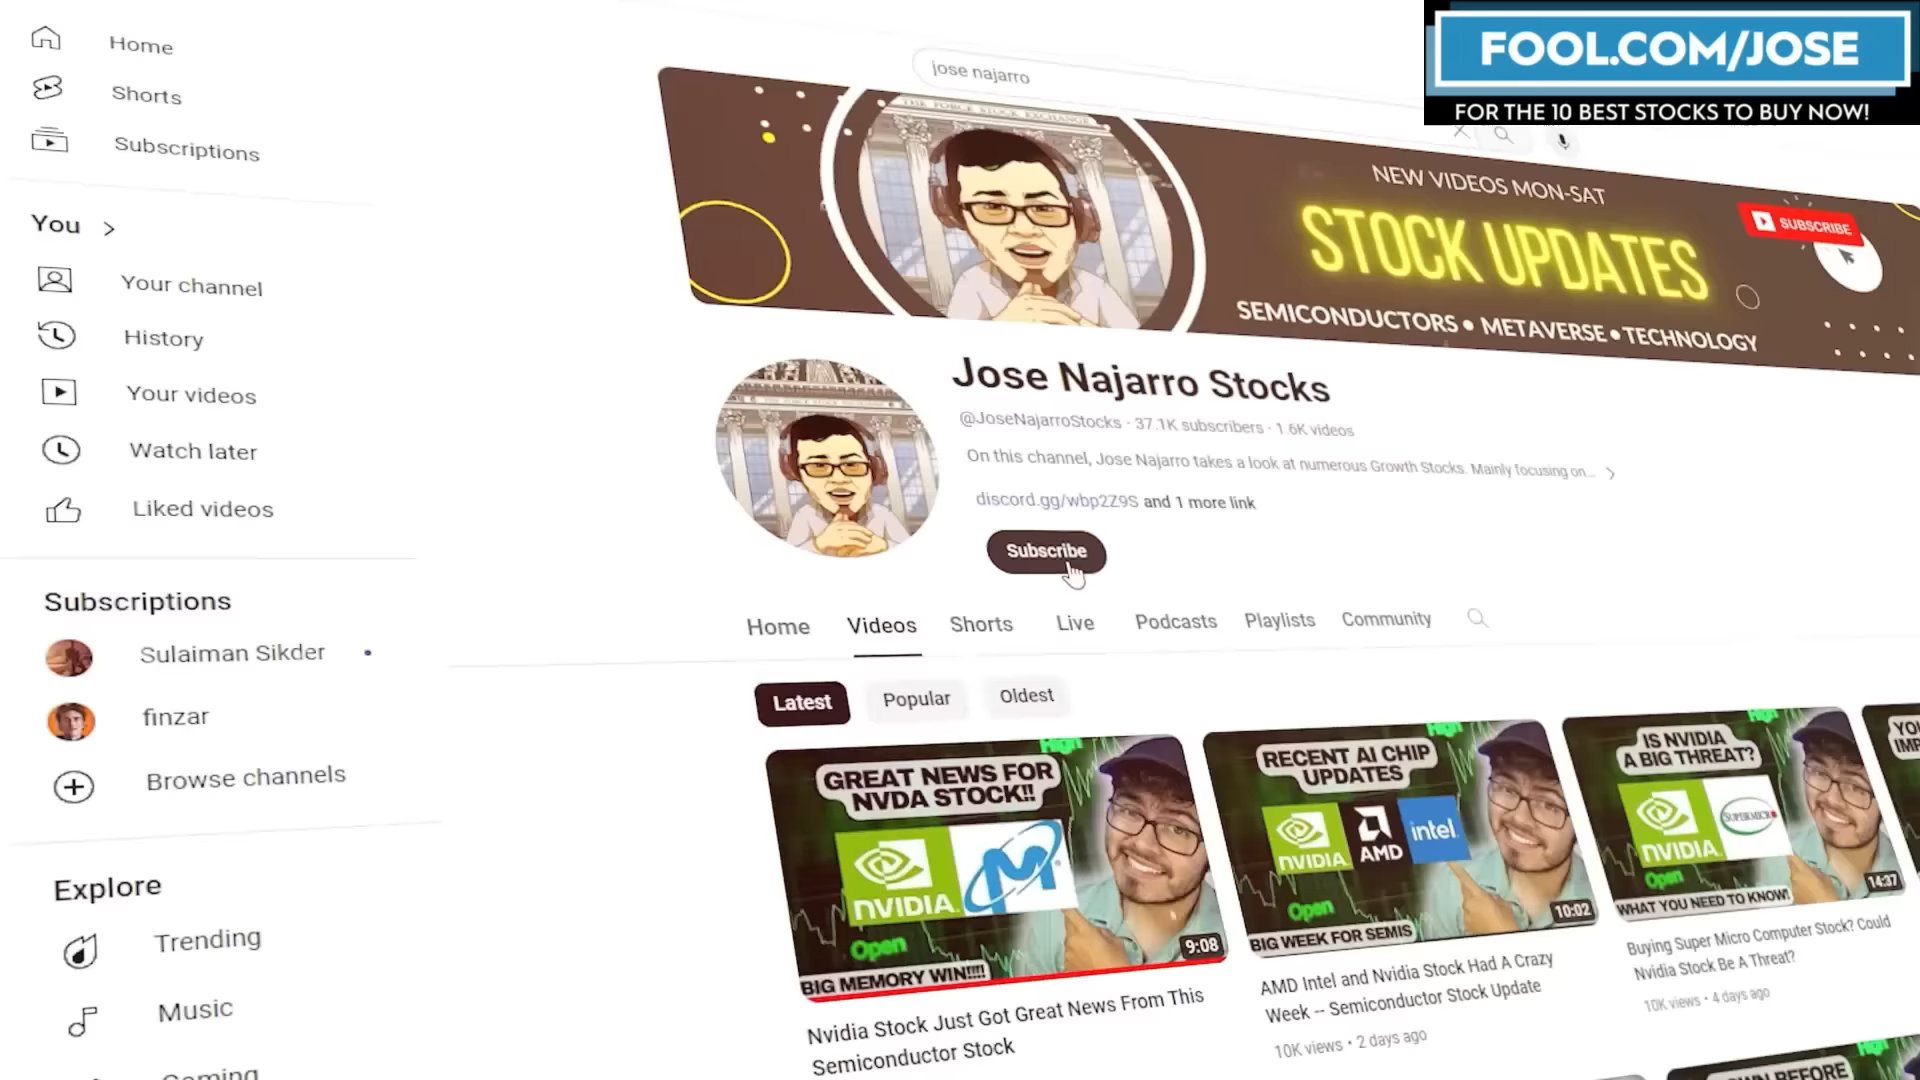 Home
Shorts
Subscriptions
You
Your channel
History
Your videos
Watch later
Liked videos
Subscriptions
Sulaiman Sikder
finzar
Browse channels
Explore
Trending
Music
Gaming
jose najarro
FOOL.COM/JOSE
FOR THE 10 BEST STOCKS TO BUY NOW!
NEW VIDEOS MON-SAT
STOCK UPDATES
SUBSCRIBE
SEMICONDUCTORS • METAVERSE • TECHNOLOGY
Jose Najarro Stocks
@JoseNajarroStocks · 37.1K subscribers · 1.6K videos
On this channel, Jose Najarro takes a look at numerous Growth Stocks. Mainly focusing on...
discord.gg/wbp2Z9S and 1 more link
Subscribe
Home Videos Shorts Live Podcasts Playlists Community
Latest Popular Oldest
High
GREAT NEWS FOR
NVDA STOCK!!
NVIDIA
Open
BIG MEMORY WIN!!!!
9:08
Nvidia Stock Just Got Great News From This
Semiconductor Stock
High
RECENT AI CHIP
UPDATES
NVIDIA
AMD
intel
Open
BIG WEEK FOR SEMIS
10:02
AMD Intel and Nvidia Stock Had A Crazy
Week -- Semiconductor Stock Update
10K views • 2 days ago
High
IS NVIDIA
A BIG THREAT?
NVIDIA
SUPERMICR
Open
WHAT YOU NEED TO KNOW!
14:37
Buying Super Micro Computer Stock? Could
Nvidia Stock Be A Threat?
10K views • 4 days ago
High
BEFORE